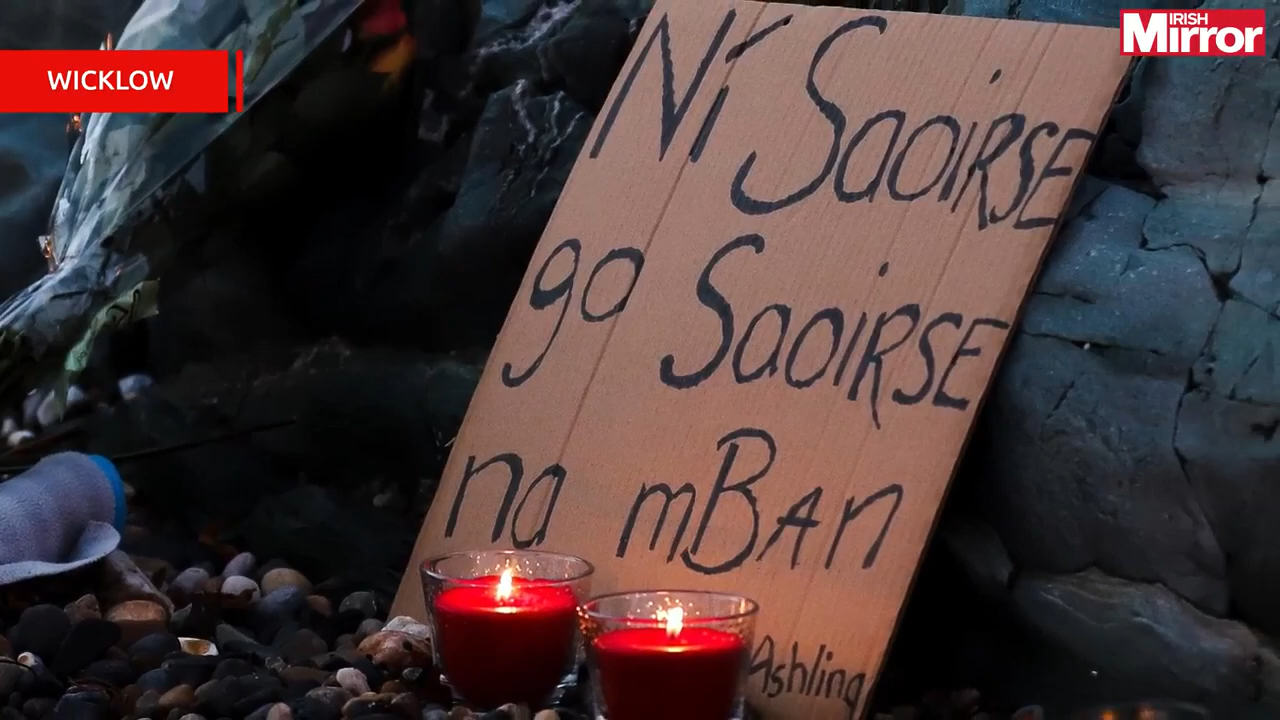 IRISH
Mirror
WICKLOW
Ní SaoiRSE
go SaoiRSE
na mBAn
Ashling